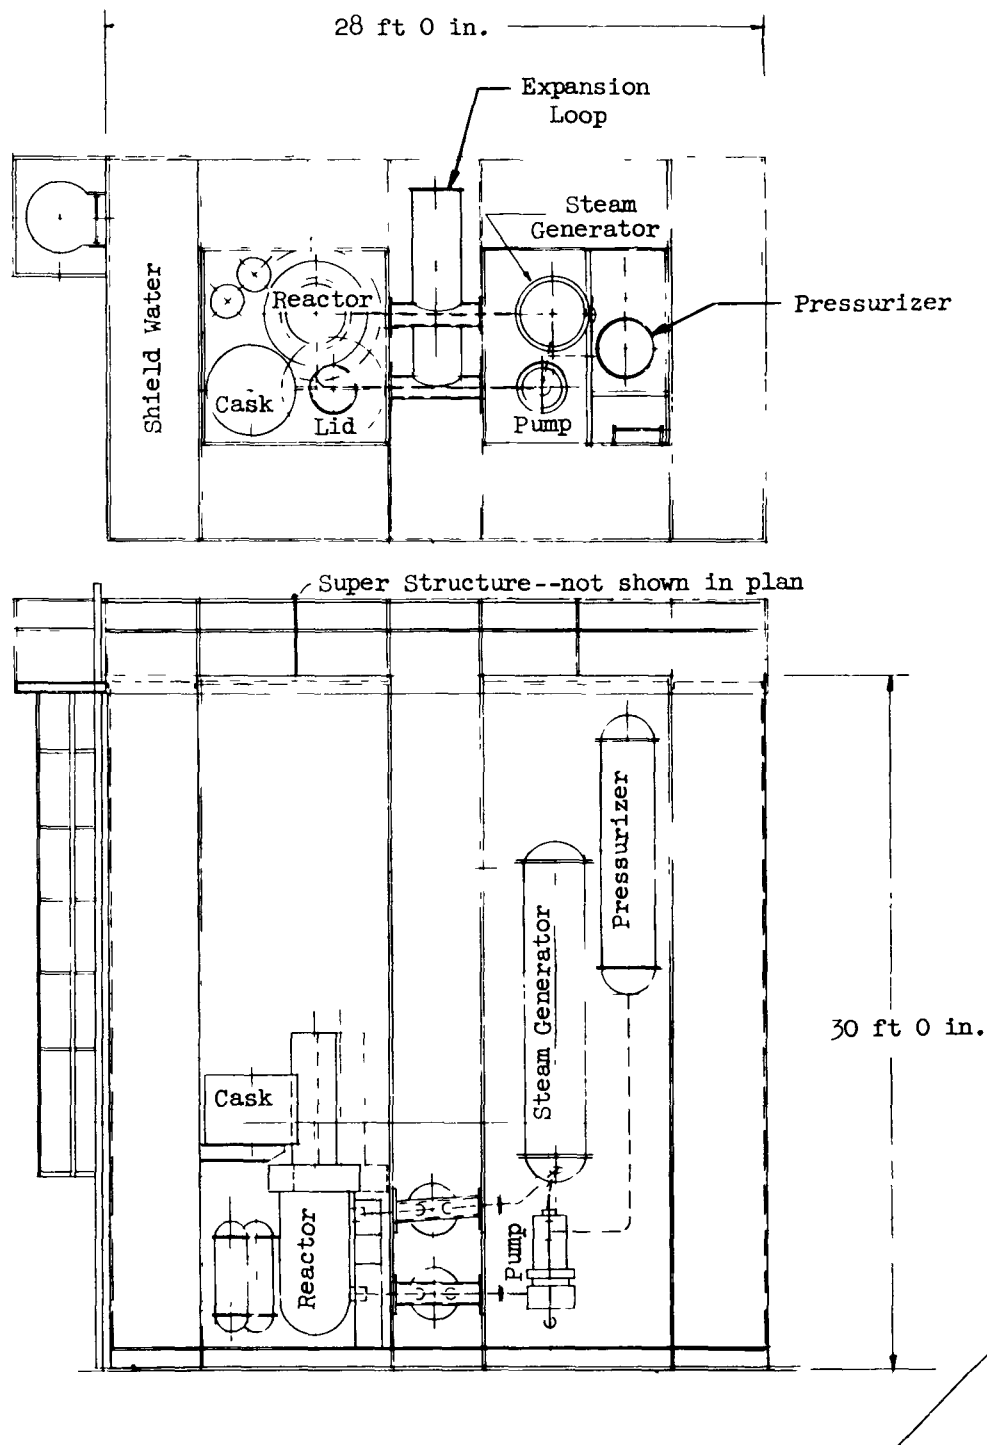 28 ft 0 in.
Expansion
Loop
Steam
Generator
Reactor
Pressurizer
Shield Water
Cask
Lid
Pump
Super Structure--not shown in plan
Pressurizer
Steam Generator
30 ft 0 in.
Cask
Reactor
Pump